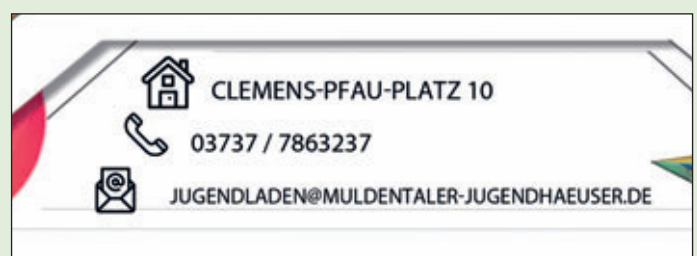 CLEMENS-PFAU-PLATZ 10
03737 / 7863237
JUGENDLADEN@MULDENTALER-JUGENDHAEUSER.DE